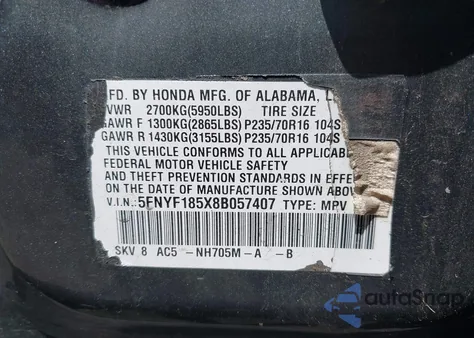 FD. BY HONDA MFG. OF ALABAMA, L
VWR 2700KG(5950LBS) TIRE SIZE
GAWR F 1300KG(2865LBS) P235/70R16 104S
GAWR R 1430KG(3155LBS) P235/70R16 104S
THIS VEHICLE CONFORMS TO ALL APPLICABL
FEDERAL MOTOR VEHICLE SAFETY
AND THEFT PREVENTION STANDARDS IN EFFE
ON THE DATE OF MANUFACTURE SHOWN ABOV
V.I.N.: 5FNYF185X8B057407 TYPE: MPV
SKV 8 AC5 -NH705M-A -B
autoSnap